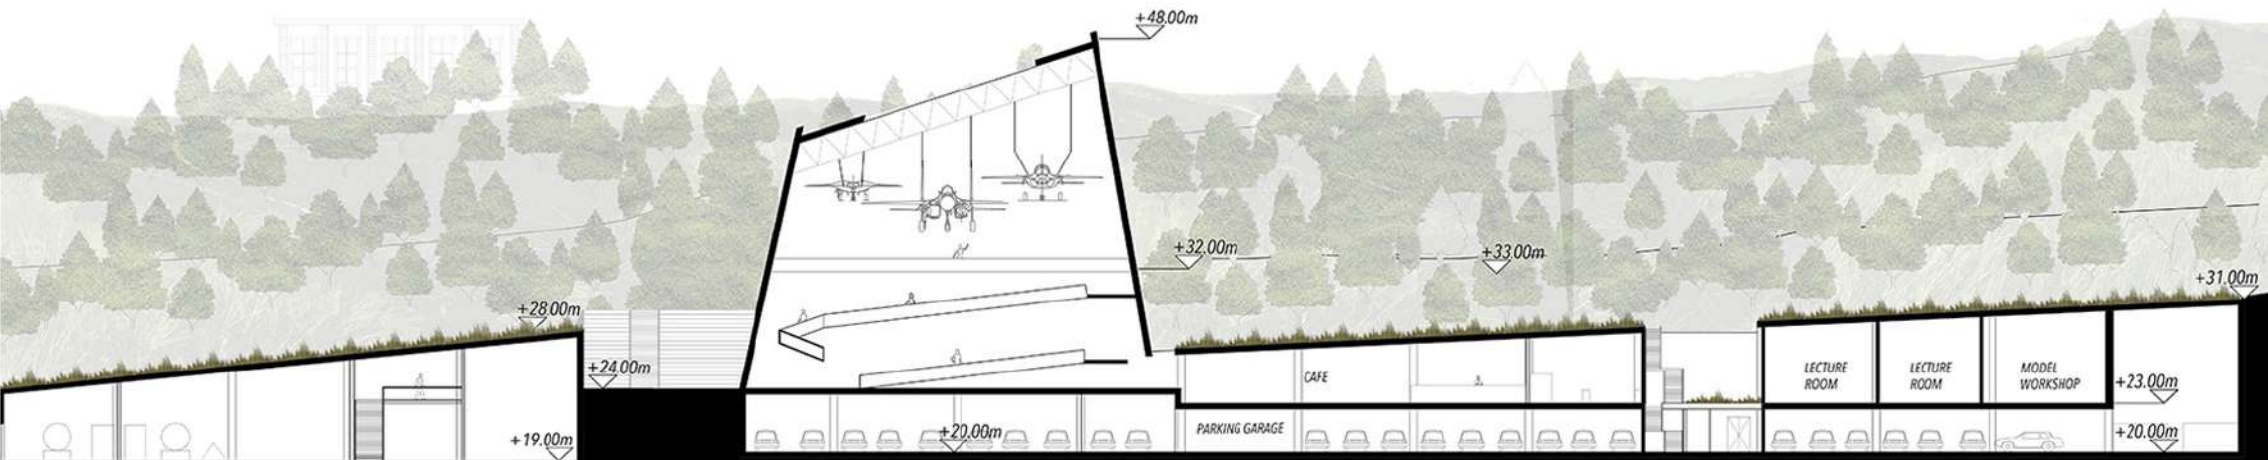 +48.00m
+32.00m
+33.00m
+31.00m
+28.00m
+24.00m
CAFE
LECTURE
ROOM
LECTURE
ROOM
MODEL
WORKSHOP
+23.00m
+19.00m
+20.00m
PARKING GARAGE
+20.00m